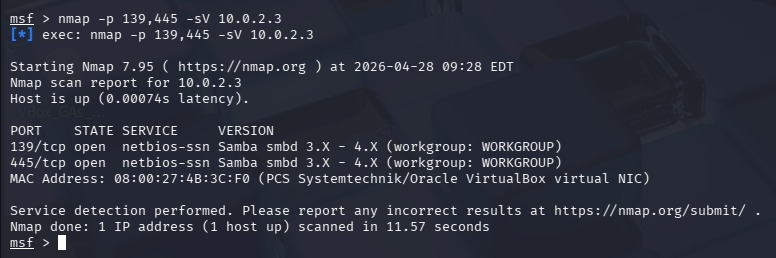 msf > nmap -p 139,445 -sV 10.0.2.3
[*] exec: nmap -p 139,445 -sV 10.0.2.3
Starting Nmap 7.95 ( https://nmap.org ) at 2026-04-28 09:28 EDT
Nmap scan report for 10.0.2.3
Host is up (0.00074s latency).
PORT    STATE SERVICE     VERSION
139/tcp open  netbios-ssn Samba smbd 3.X - 4.X (workgroup: WORKGROUP)
445/tcp open  netbios-ssn Samba smbd 3.X - 4.X (workgroup: WORKGROUP)
MAC Address: 08:00:27:4B:3C:F0 (PCS Systemtechnik/Oracle VirtualBox virtual NIC)
Service detection performed. Please report any incorrect results at https://nmap.org/submit/ .
Nmap done: 1 IP address (1 host up) scanned in 11.57 seconds
msf >